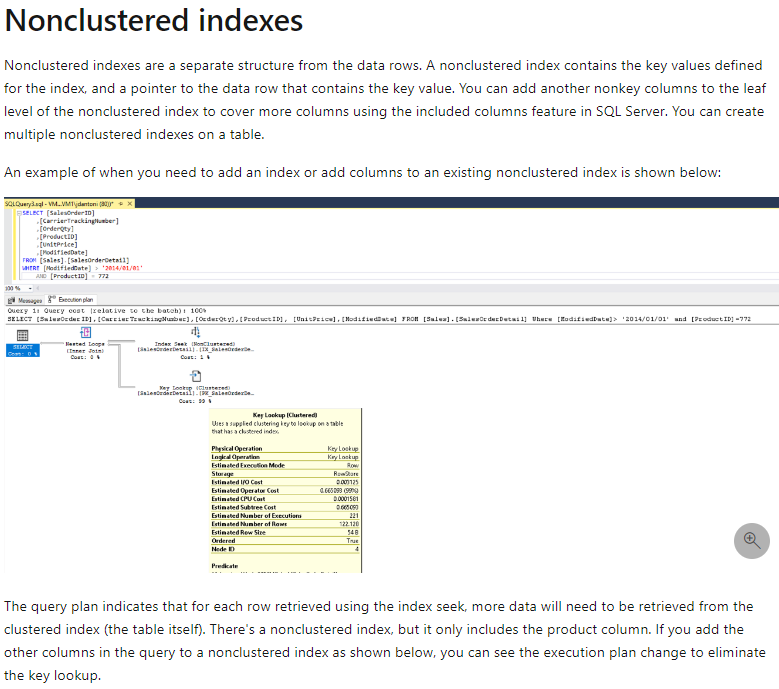 Nonclustered indexes
Nonclustered indexes are a separate structure from the data rows. A nonclustered index contains the key values defined
for the index, and a pointer to the data row that contains the key value. You can add another nonkey columns to the leaf
level of the nonclustered index to cover more columns using the included columns feature in SQL Server. You can create
multiple nonclustered indexes on a table.
An example of when you need to add an index or add columns to an existing nonclustered index is shown below:
SQLQuery3.sql - VM...VM1\jdentoni (80))*
SELECT [SalesOrderID]
,[CarrierTrackingNumber]
,[OrderQty]
,[ProductID]
,[UnitPrice]
,[ModifiedDate]
FROM [Sales].[SalesOrderDetail]
WHERE [ModifiedDate] > '2014/01/01'
AND [ProductID] = 772
100 %
Messages Execution plan
Query 1: Query cost (relative to the batch): 100%
SELECT [SalesOrderID],[CarrierTrackingNumber],[OrderQty],[ProductID], [UnitPrice],[ModifiedDate] FROM [Sales].[SalesOrderDetail] Where [ModifiedDate]> '2014/01/01' and [ProductID]=772
SELECT
Cost: 0 %
Nested Loops
(Inner Join)
Cost: 0 %
Index Seek (NonClustered)
[SalesOrderDetail].[IX_SalesOrderDe…
Cost: 1 %
Key Lookup (Clustered)
[SalesOrderDetail].[PK_SalesOrderDe…
Cost: 99 %
Key Lookup (Clustered)
Uses a supplied clustering key to lookup on a table
that has a clustered index.
Physical Operation Key Lookup
Logical Operation Key Lookup
Estimated Execution Mode Row
Storage RowStore
Estimated I/O Cost 0.003125
Estimated Operator Cost 0.665093 (99%)
Estimated CPU Cost 0.0001581
Estimated Subtree Cost 0.665093
Estimated Number of Executions 221
Estimated Number of Rows 122.120
Estimated Row Size 54 B
Ordered True
Node ID 4
Predicate
The query plan indicates that for each row retrieved using the index seek, more data will need to be retrieved from the
clustered index (the table itself). There's a nonclustered index, but it only includes the product column. If you add the
other columns in the query to a nonclustered index as shown below, you can see the execution plan change to eliminate
the key lookup.